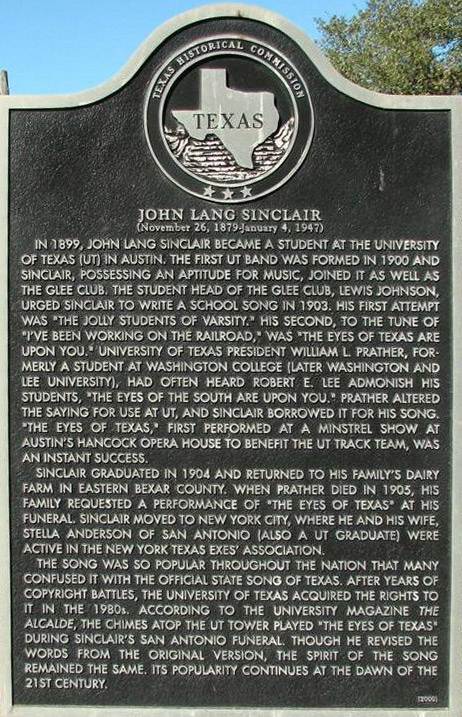 TEXAS HISTORICAL COMMISSION
TEXAS
JOHN LANG SINCLAIR
(November 26, 1879-January 4, 1947)
IN 1899, JOHN LANG SINCLAIR BECAME A STUDENT AT THE UNIVERSITY
OF TEXAS (UT) IN AUSTIN. THE FIRST UT BAND WAS FORMED IN 1900 AND
SINCLAIR, POSSESSING AN APTITUDE FOR MUSIC, JOINED IT AS WELL AS
THE GLEE CLUB. THE STUDENT HEAD OF THE GLEE CLUB, LEWIS JOHNSON,
URGED SINCLAIR TO WRITE A SCHOOL SONG IN 1903. HIS FIRST ATTEMPT
WAS "THE JOLLY STUDENTS OF VARSITY." HIS SECOND, TO THE TUNE OF
"I'VE BEEN WORKING ON THE RAILROAD," WAS "THE EYES OF TEXAS ARE
UPON YOU." UNIVERSITY OF TEXAS PRESIDENT WILLIAM L. PRATHER, FOR-
MERLY A STUDENT AT WASHINGTON COLLEGE (LATER WASHINGTON AND
LEE UNIVERSITY), HAD OFTEN HEARD ROBERT E. LEE ADMONISH HIS
STUDENTS, "THE EYES OF THE SOUTH ARE UPON YOU." PRATHER ALTERED
THE SAYING FOR USE AT UT, AND SINCLAIR BORROWED IT FOR HIS SONG.
"THE EYES OF TEXAS," FIRST PERFORMED AT A MINSTREL SHOW AT
AUSTIN'S HANCOCK OPERA HOUSE TO BENEFIT THE UT TRACK TEAM, WAS
AN INSTANT SUCCESS.
SINCLAIR GRADUATED IN 1904 AND RETURNED TO HIS FAMILY'S DAIRY
FARM IN EASTERN BEXAR COUNTY. WHEN PRATHER DIED IN 1905, HIS
FAMILY REQUESTED A PERFORMANCE OF "THE EYES OF TEXAS" AT HIS
FUNERAL. SINCLAIR MOVED TO NEW YORK CITY, WHERE HE AND HIS WIFE,
STELLA ANDERSON OF SAN ANTONIO (ALSO A UT GRADUATE) WERE
ACTIVE IN THE NEW YORK TEXAS EXES' ASSOCIATION.
THE SONG WAS SO POPULAR THROUGHOUT THE NATION THAT MANY
CONFUSED IT WITH THE OFFICIAL STATE SONG OF TEXAS. AFTER YEARS OF
COPYRIGHT BATTLES, THE UNIVERSITY OF TEXAS ACQUIRED THE RIGHTS TO
IT IN THE 1980s. ACCORDING TO THE UNIVERSITY MAGAZINE THE
ALCALDE, THE CHIMES ATOP THE UT TOWER PLAYED "THE EYES OF TEXAS"
DURING SINCLAIR'S SAN ANTONIO FUNERAL. THOUGH HE REVISED THE
WORDS FROM THE ORIGINAL VERSION, THE SPIRIT OF THE SONG
REMAINED THE SAME. ITS POPULARITY CONTINUES AT THE DAWN OF THE
21ST CENTURY.
(2000)